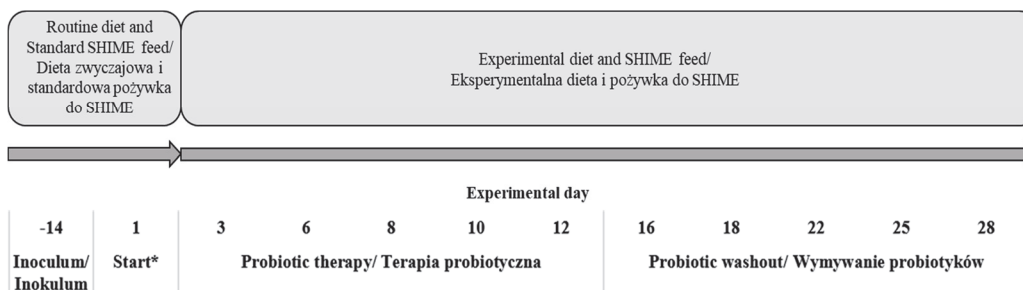 Routine diet and
Standard SHIME feed/
Dieta zwyczajowa i
standardowa pożywka
do SHIME
Experimental diet and SHIME feed/
Eksperymentalna dieta i pożywka do SHIME
Experimental day
-14 1 3 6 8 10 12 16 18 22 25 28
Inoculum/ Start* Probiotic therapy/ Terapia probiotyczna Probiotic washout/ Wymywanie probiotyków
Inokulum